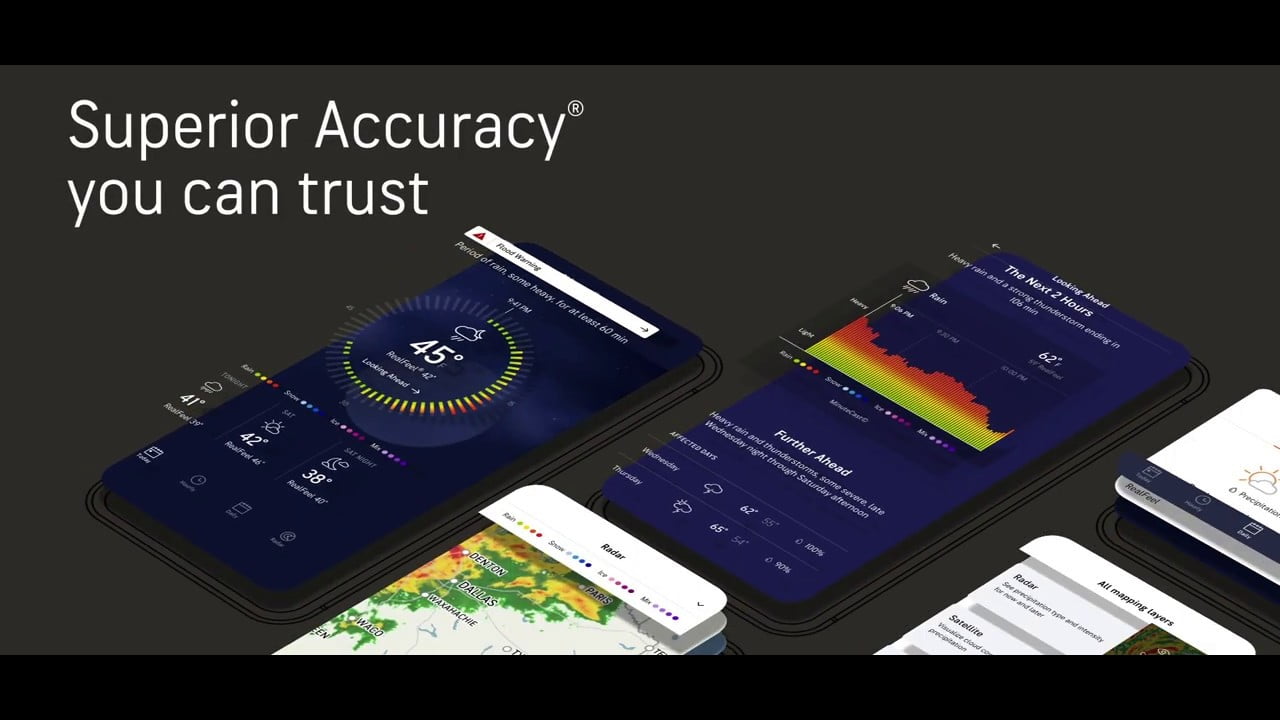 Superior Accuracy®
you can trust
Flood Warning
Period of rain, some heavy, for at least 60 min
9:41 PM
45°
RealFeel® 42°
Looking Ahead
Rain
Snow
Ice
Mix
TONIGHT
41°
RealFeel 39°
SAT
42°
RealFeel 46°
SAT NIGHT
38°
RealFeel 40°
Today
Hourly
Daily
Radar
Looking Ahead
The Next 2 Hours
Heavy rain and a strong thunderstorm ending in
106 min
Rain
Heavy
Light
9:06 PM
9:30 PM
10:00 PM
62°F
59° RealFeel
Rain
Snow
Ice
Mix
MinuteCast®
Further Ahead
Heavy rain and thunderstorms, some severe, late
Wednesday night through Saturday afternoon
AFFECTED DAYS
Wednesday
62° 55°
100%
Thursday
65° 54°
90%
Radar
Rain
Snow
Ice
Mix
DENTON
PARIS
DALLAS
WAXAHACHIE
WACO
All mapping layers
Radar
See precipitation type and intensity
for now and later
Satellite
Visualize cloud
precipitation
RealFeel
Precipitation
Today
Hourly
Daily